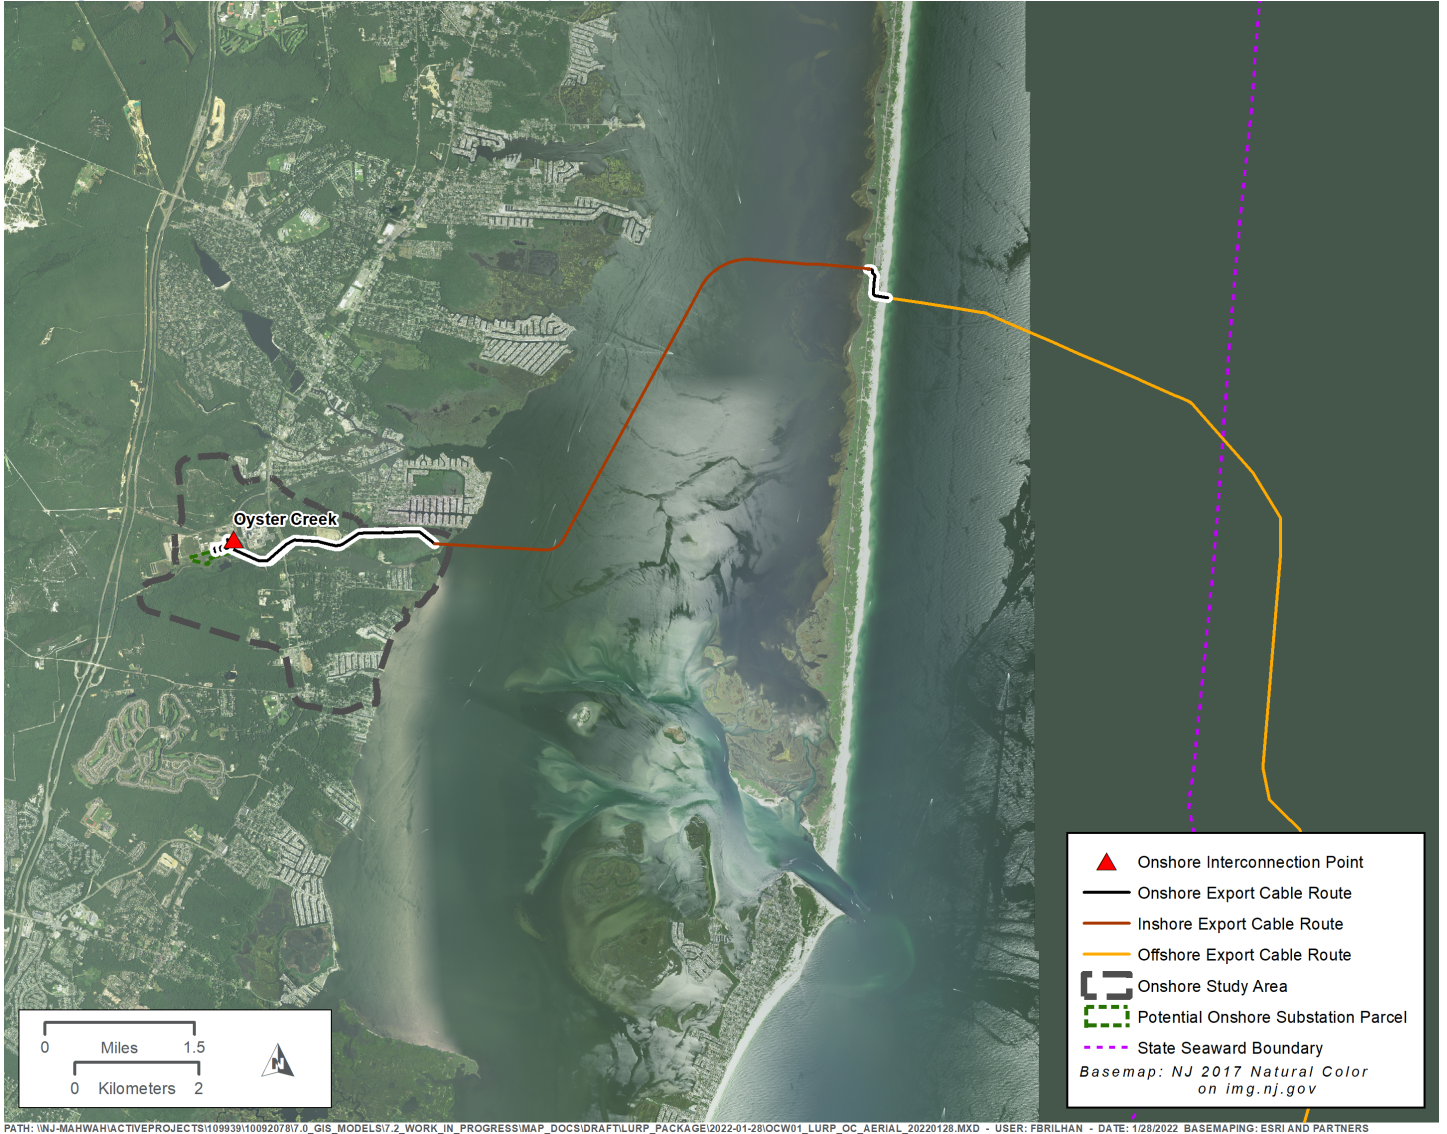 Oyster Creek
Onshore Interconnection Point
Onshore Export Cable Route
Inshore Export Cable Route
Offshore Export Cable Route
Onshore Study Area
Potential Onshore Substation Parcel
State Seaward Boundary
Basemap: NJ 2017 Natural Color
on img.nj.gov
0 Miles 1.5
0 Kilometers 2
N
PATH: \\NJ-MAHWAH\ACTIVEPROJECTS\109939\10092078\7.0_GIS_MODELS\7.2_WORK_IN_PROGRESS\MAP_DOCS\DRAFT\LURP_PACKAGE\2022-01-28\OCW01_LURP_OC_AERIAL_20220128.MXD - USER: FBRILHAN - DATE: 1/28/2022 BASEMAPING: ESRI AND PARTNERS